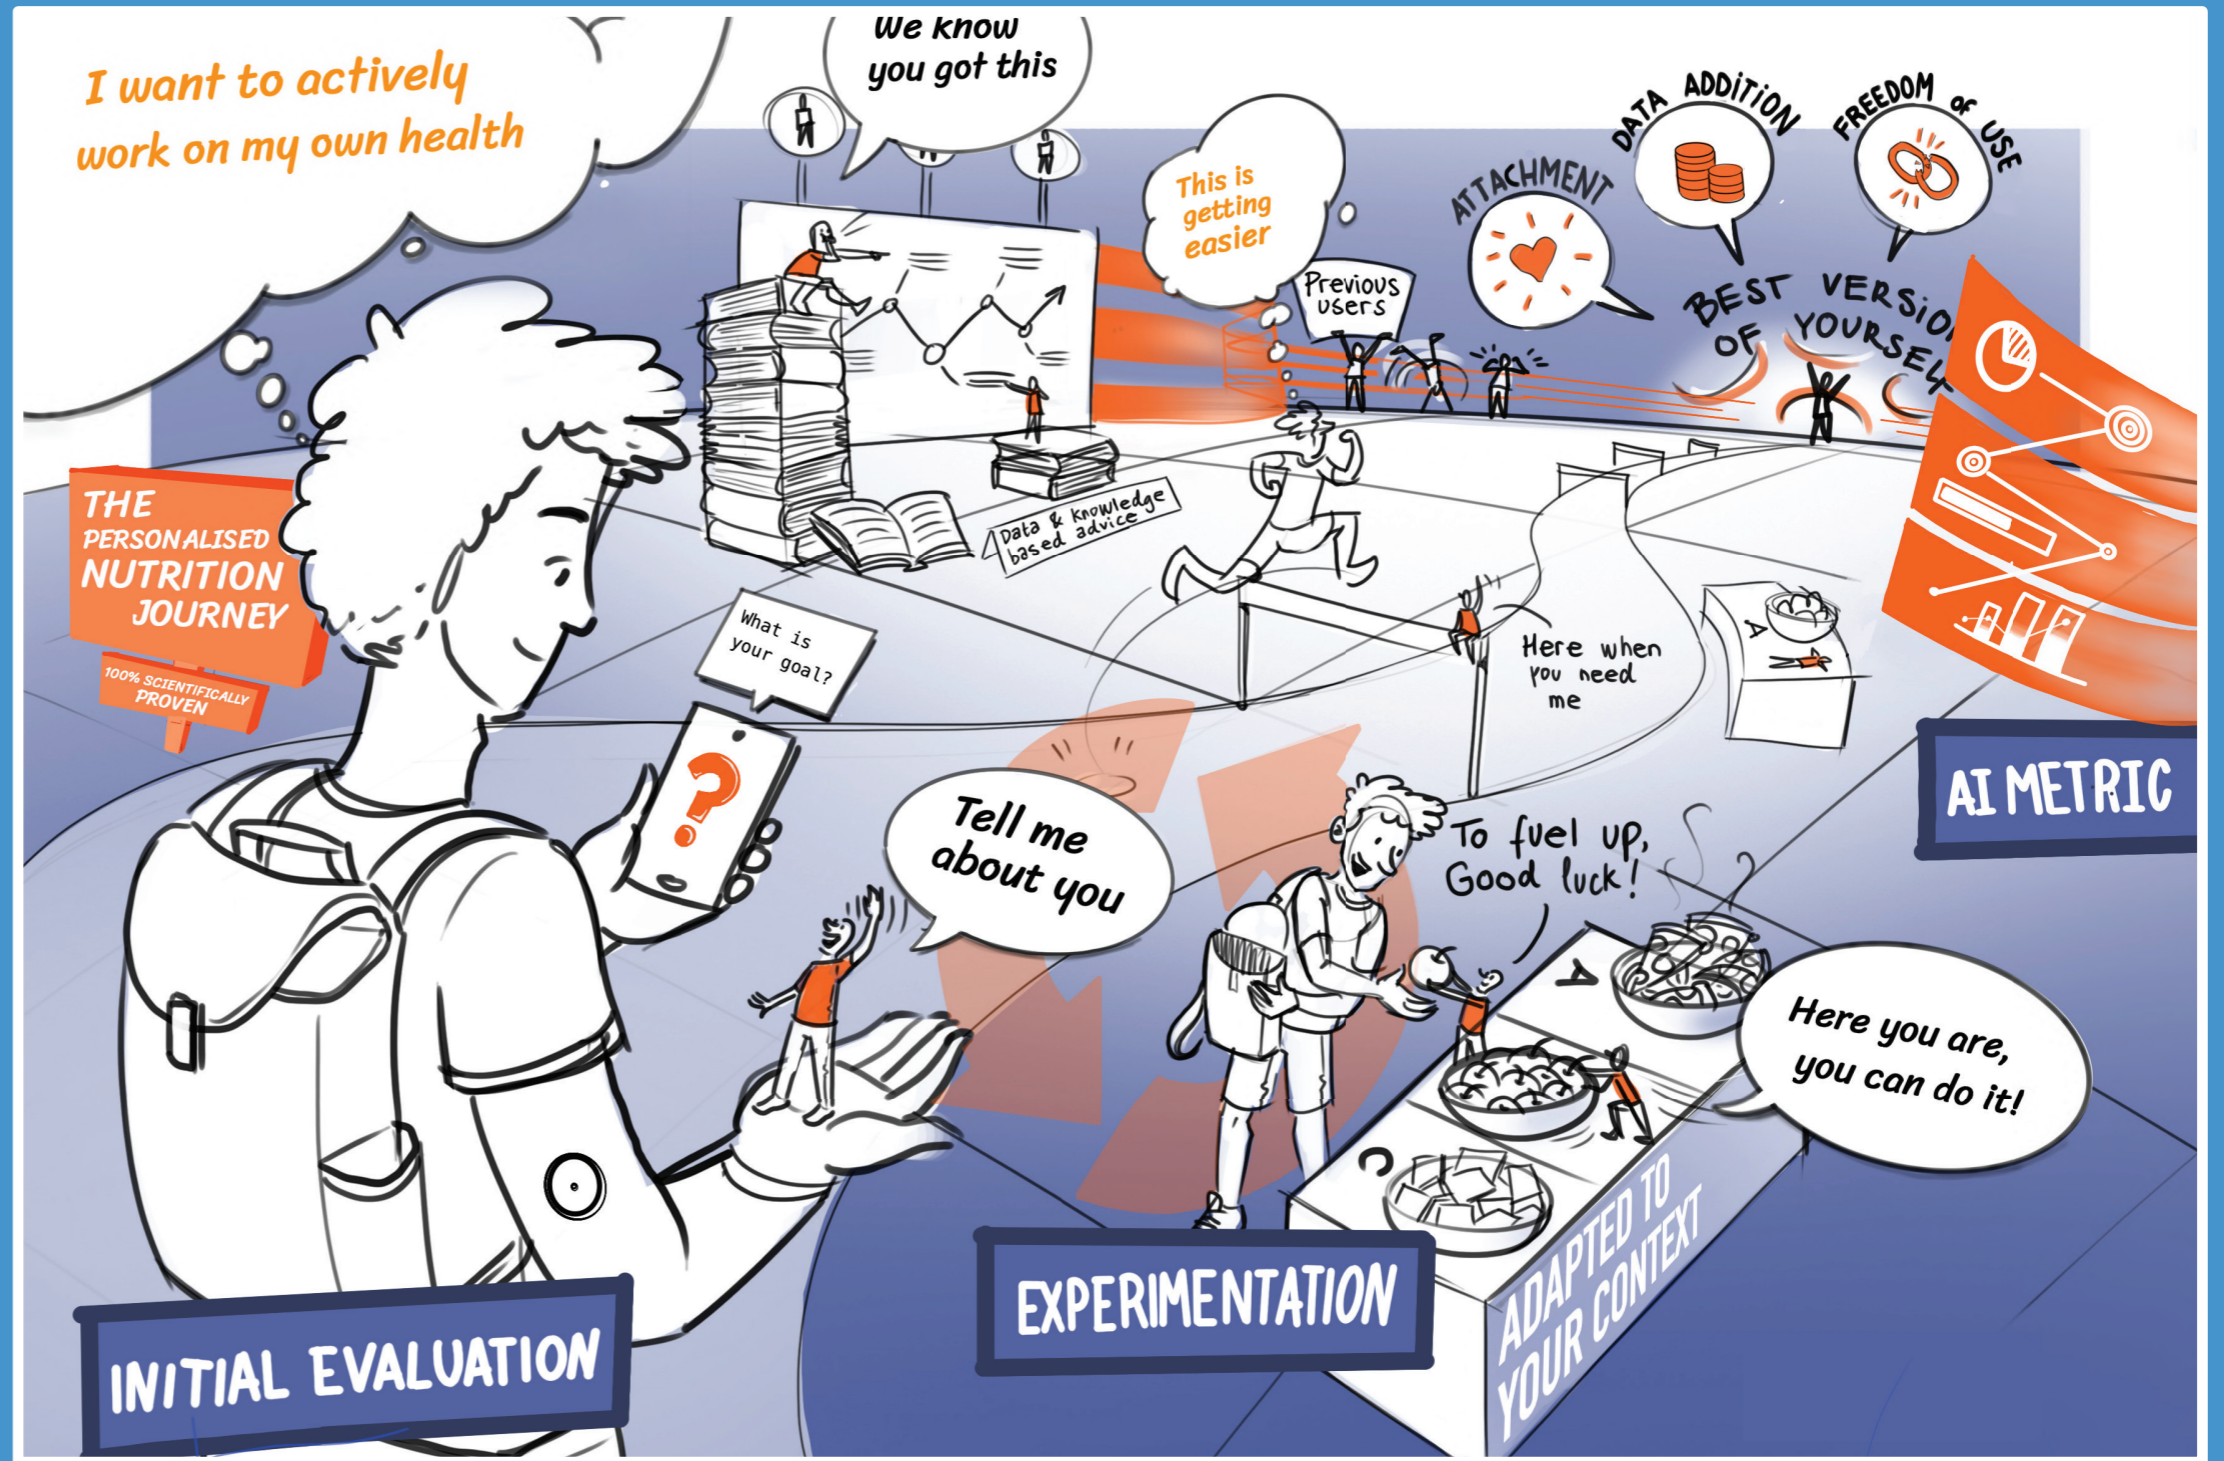 I want to actively
work on my own health
We know
you got this
This is
getting
easier
Previous
users
ATTACHMENT
DATA ADDITION
FREEDOM of USE
BEST VERSION
OF YOURSELF
THE
PERSONALISED
NUTRITION
JOURNEY
100% SCIENTIFICALLY
PROVEN
Data & knowledge
based advice
What is
your goal?
?
Here when
you need
me
A
AI METRIC
Tell me
about you
To fuel up,
Good luck!
A
Here you are,
you can do it!
C
ADAPTED TO
YOUR CONTEXT
EXPERIMENTATION
INITIAL EVALUATION